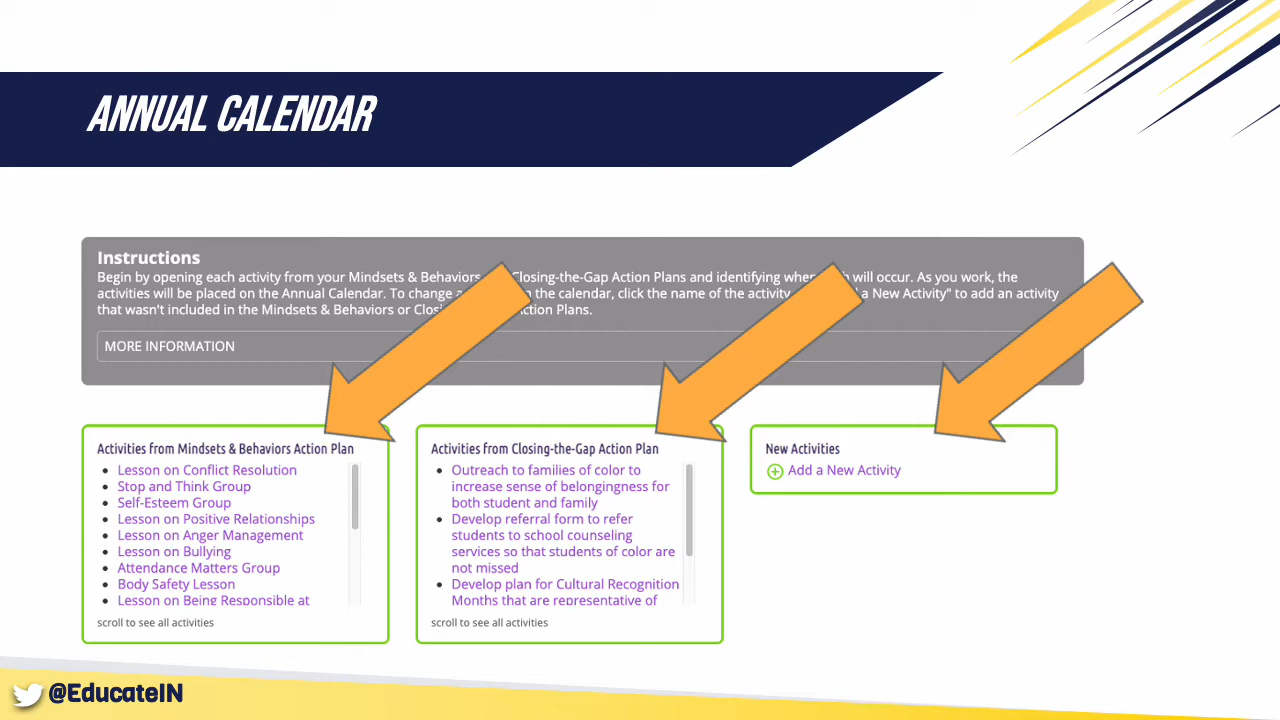 ANNUAL CALENDAR
Instructions
Begin by opening each activity from your Mindsets & Behaviors Closing-the-Gap Action Plans and identifying when will occur. As you work, the
activities will be placed on the Annual Calendar. To change a the calendar, click the name of the activity a New Activity" to add an activity
that wasn't included in the Mindsets & Behaviors or Action Plans.
MORE INFORMATION
Activities from Mindsets & Behaviors Action Plan
Lesson on Conflict Resolution
Stop and Think Group
Self-Esteem Group
Lesson on Positive Relationships
Lesson on Anger Management
Lesson on Bullying
Attendance Matters Group
Body Safety Lesson
Lesson on Being Responsible at
scroll to see all activities
Activities from Closing-the-Gap Action Plan
Outreach to families of color to
increase sense of belongingness for
both student and family
Develop referral form to refer
students to school counseling
services so that students of color are
not missed
Develop plan for Cultural Recognition
Months that are representative of
scroll to see all activities
New Activities
Add a New Activity
@EducateIN